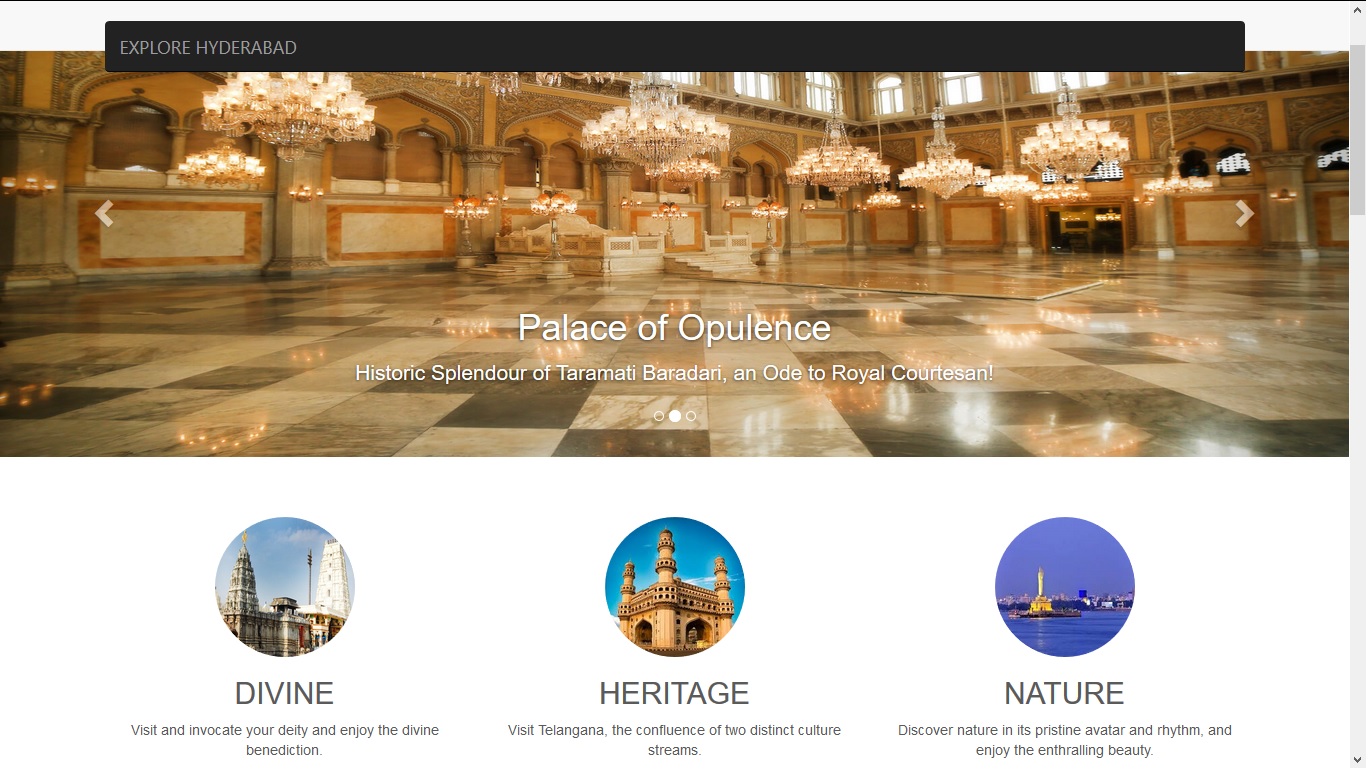 EXPLORE HYDERABAD
Palace of Opulence
Historic Splendour of Taramati Baradari, an Ode to Royal Courtesan!
DIVINE
Visit and invocate your deity and enjoy the divine
benediction.
HERITAGE
Visit Telangana, the confluence of two distinct culture
streams.
NATURE
Discover nature in its pristine avatar and rhythm, and
enjoy the enthralling beauty.